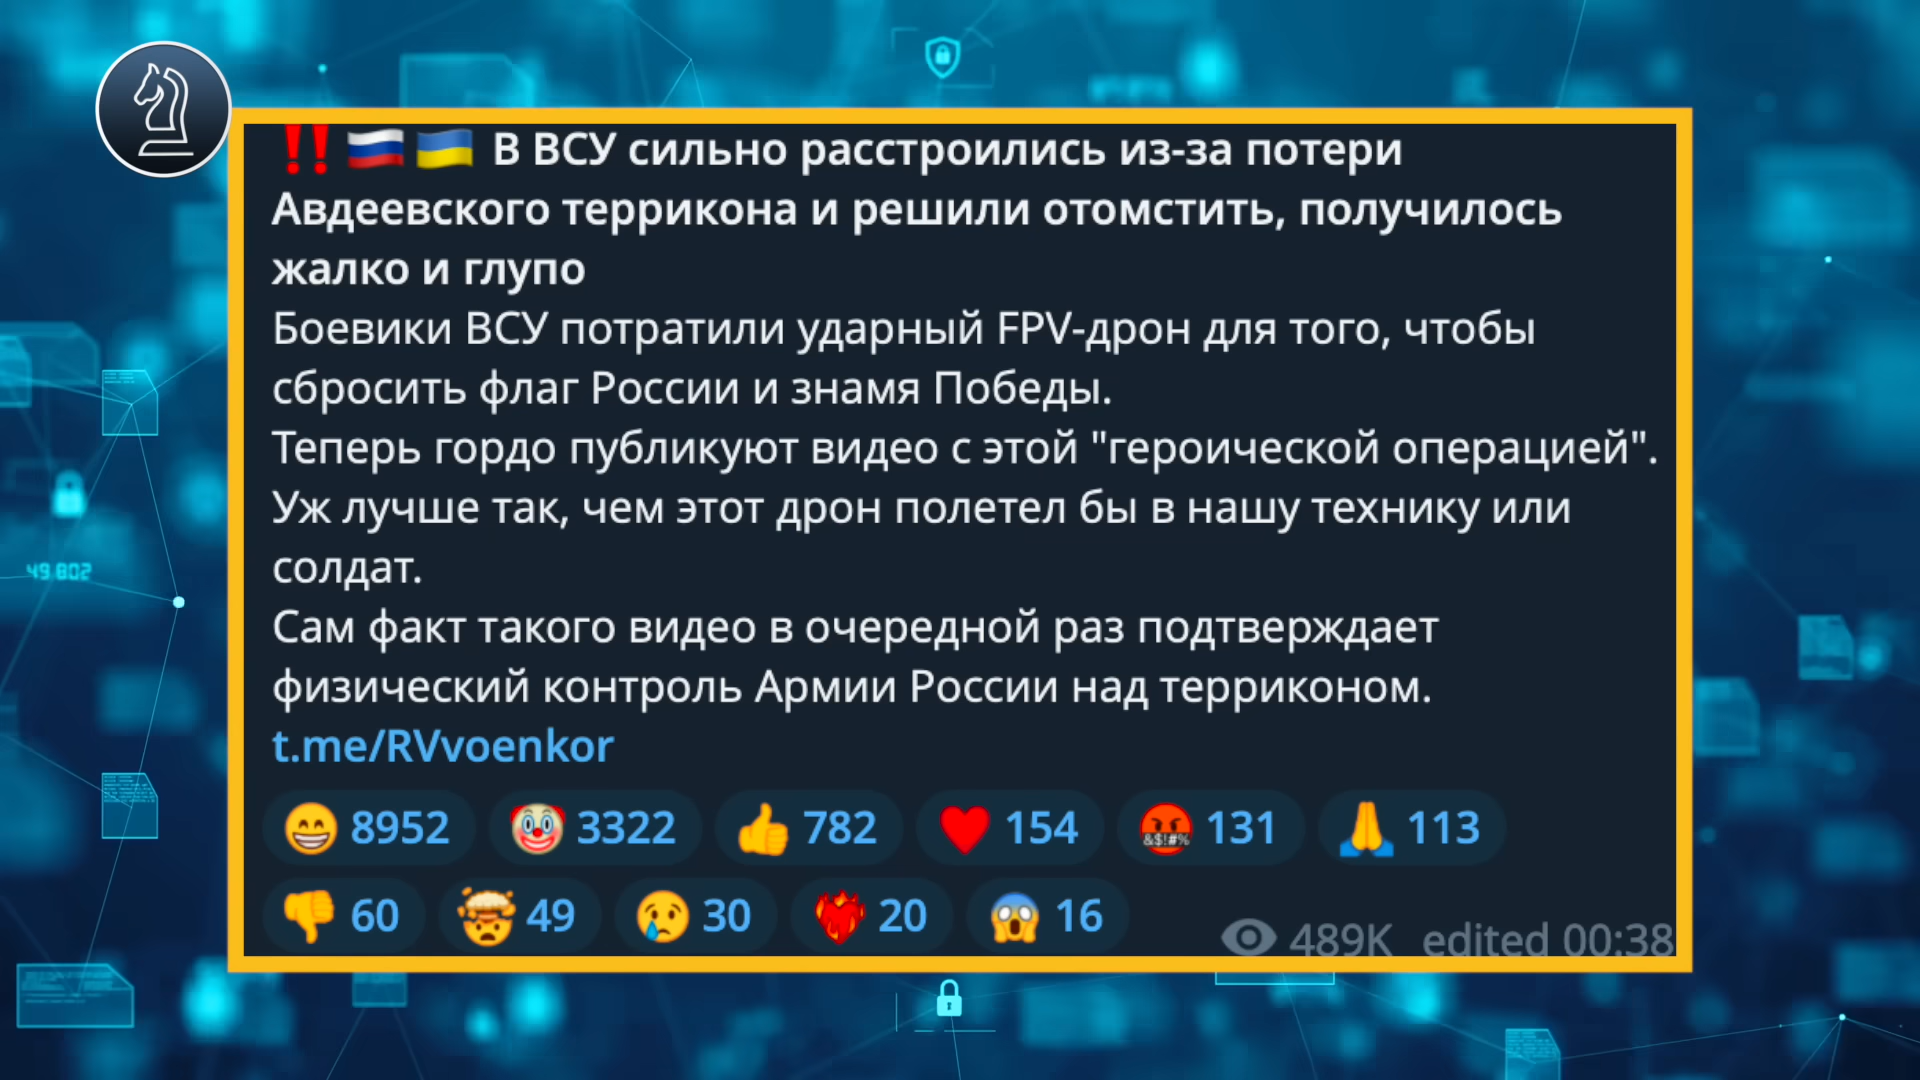 ‼️🇷🇺🇺🇦 В ВСУ сильно расстроились из-за потери
Авдеевского террикона и решили отомстить, получилось
жалко и глупо
Боевики ВСУ потратили ударный FPV-дрон для того, чтобы
сбросить флаг России и знамя Победы.
Теперь гордо публикуют видео с этой "героической операцией".
Уж лучше так, чем этот дрон полетел бы в нашу технику или
солдат.
Сам факт такого видео в очередной раз подтверждает
физический контроль Армии России над терриконом.
t.me/RVvoenkor
😁 8952 🤡 3322 👍 782 ❤️ 154 🤬 131 🙏 113
👎 60 🤯 49 😢 30 ❤️‍🔥 20 😱 16
489K edited 00:38
49.802